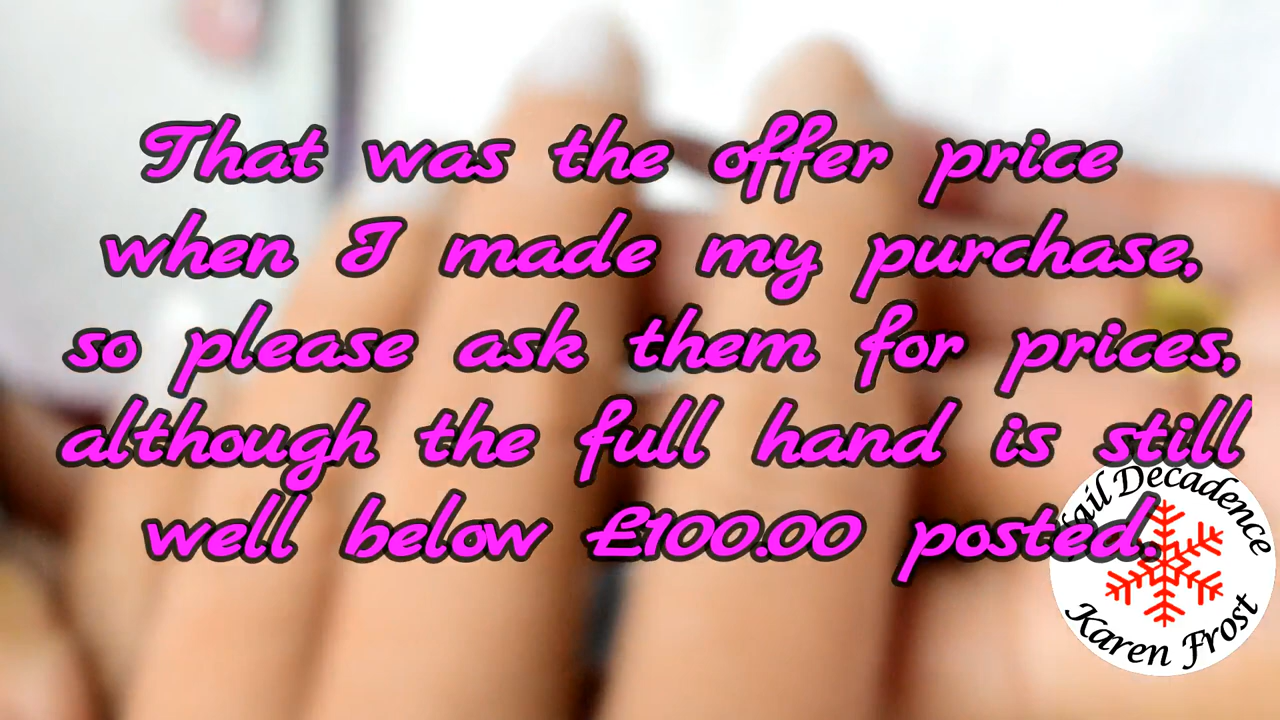 That was the offer price
when I made my purchase,
so please ask them for prices,
although the full hand is still
well below £100.00 posted.
Nail Decadence
Karen Frost